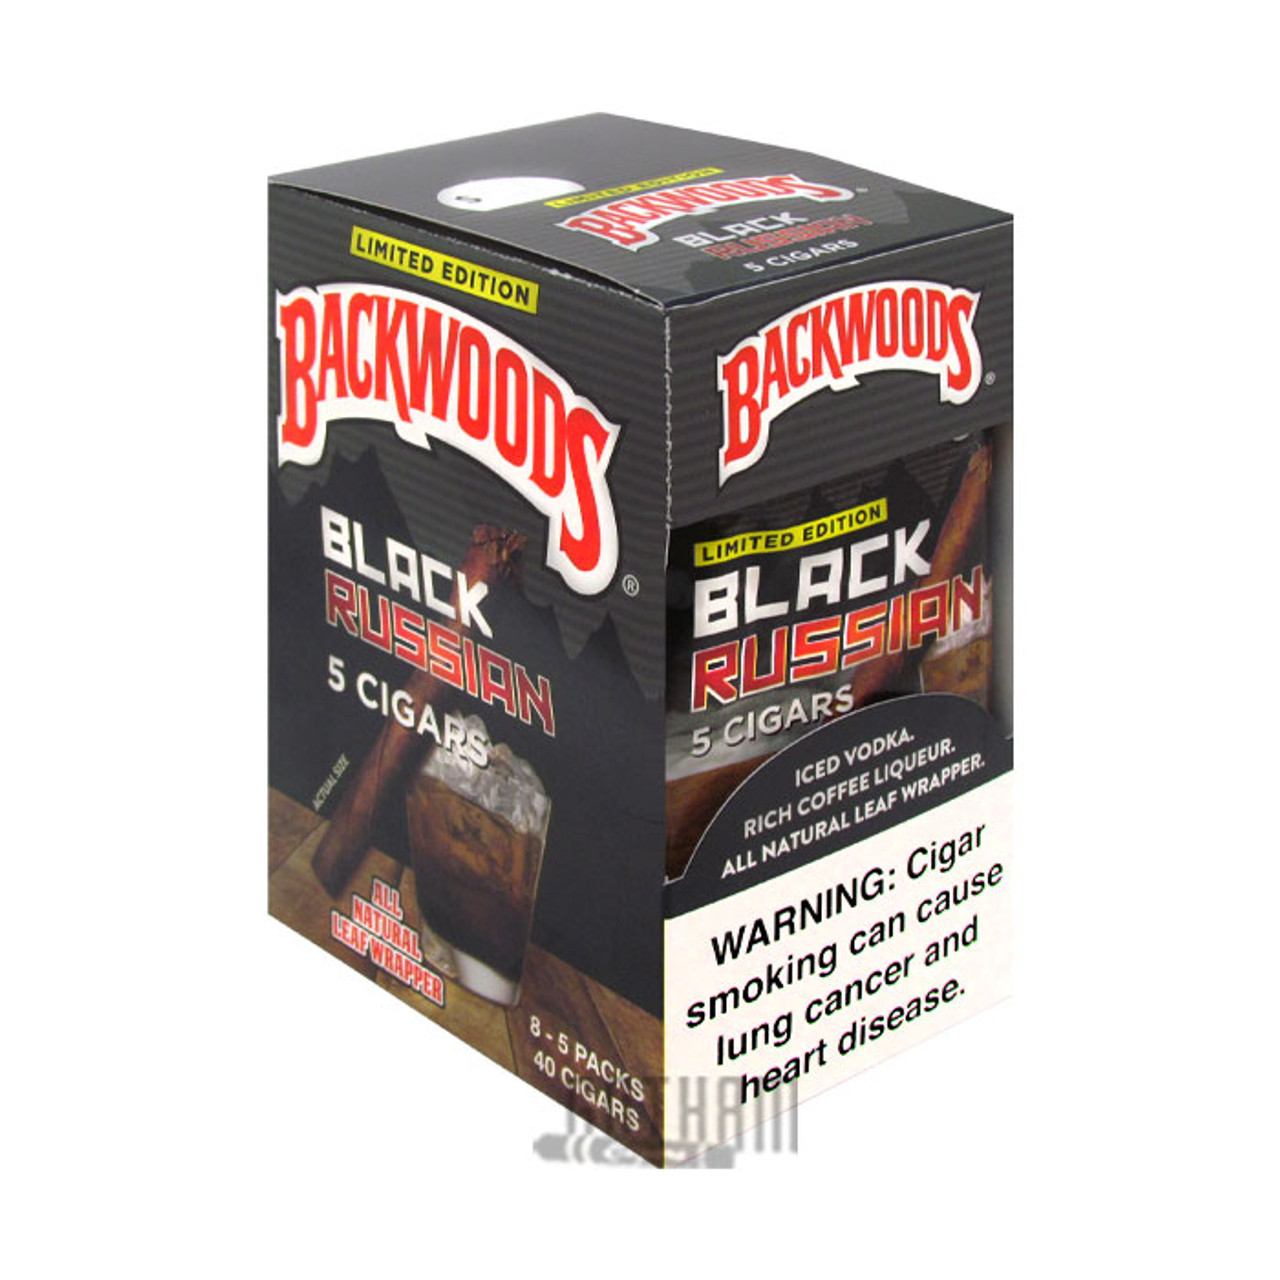 $
LIMITED EDITION
BACKWOODS®
BLACK
RUSSIAN
5 CIGARS
LIMITED EDITION
BACKWOODS®
BLACK
RUSSIAN
5 CIGARS
ACTUAL SIZE
ALL
NATURAL
LEAF WRAPPER
8 - 5 PACKS
40 CIGARS
BACKWOODS®
LIMITED EDITION
BLACK
RUSSIAN
5 CIGARS
ICED VODKA.
RICH COFFEE LIQUEUR.
ALL NATURAL LEAF WRAPPER.
WARNING: Cigar
smoking can cause
lung cancer and
heart disease.